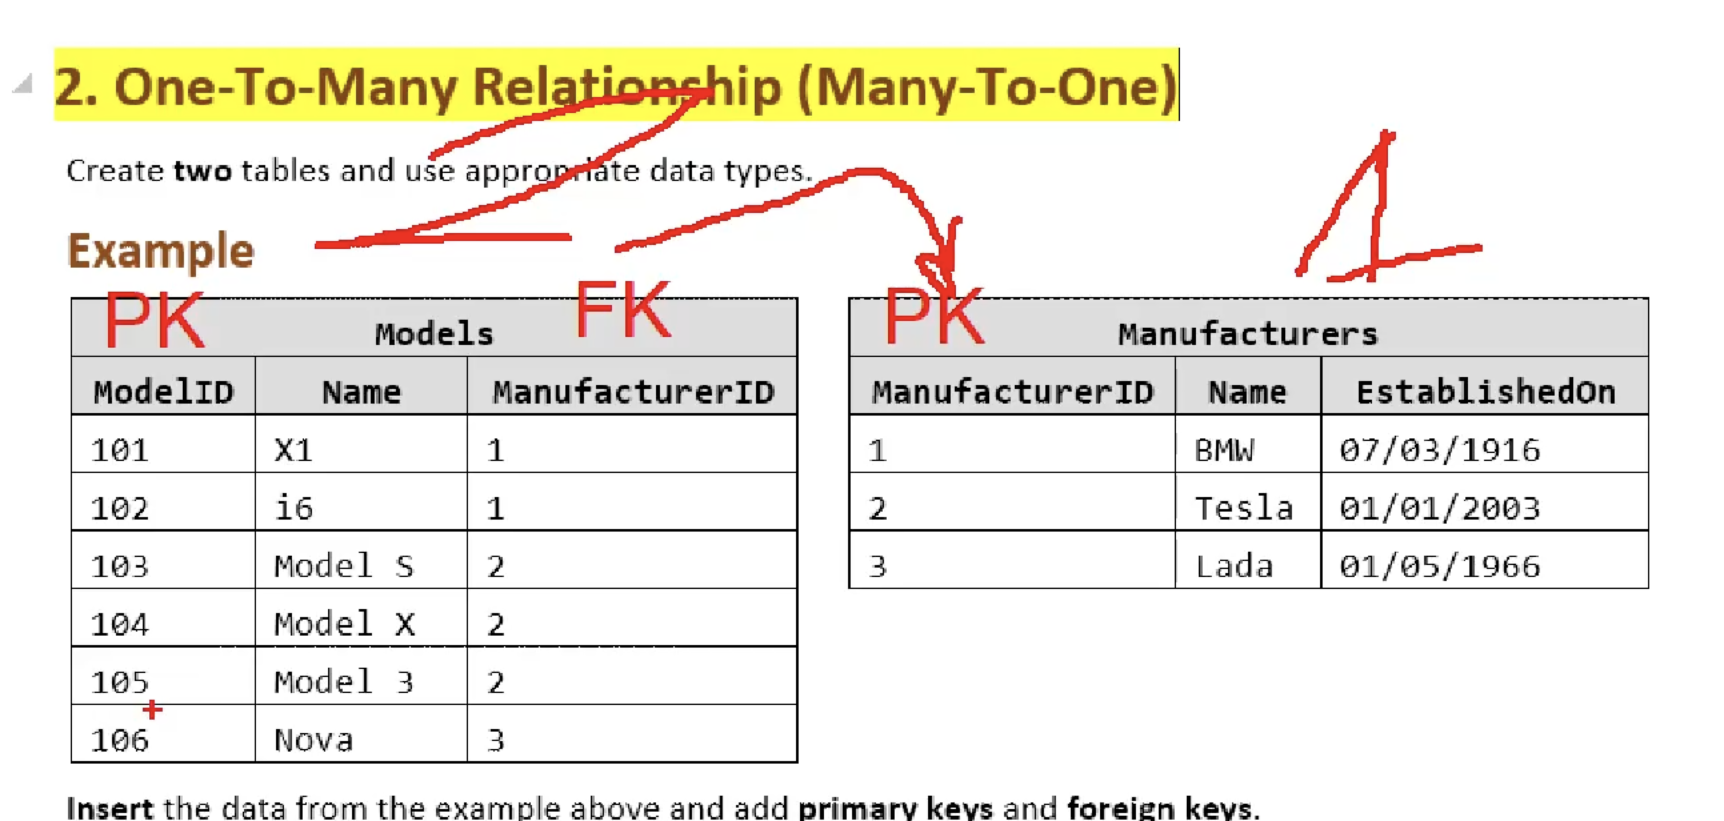 2. One-To-Many Relationship (Many-To-One)
Create two tables and use appropriate data types.
2
1
Example
PK FK
Models
ModelID Name ManufacturerID
101 X1 1
102 i6 1
103 Model S 2
104 Model X 2
105 Model 3 2
106 Nova 3
PK
Manufacturers
ManufacturerID Name EstablishedOn
1 BMW 07/03/1916
2 Tesla 01/01/2003
3 Lada 01/05/1966
Insert the data from the example above and add primary keys and foreign keys.